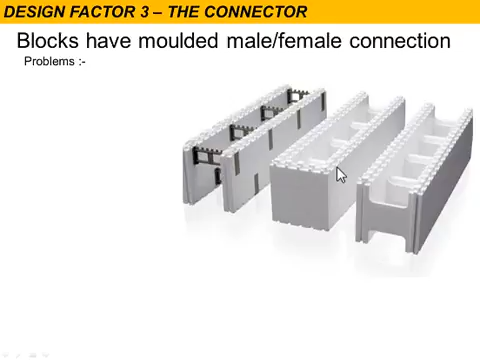 DESIGN FACTOR 3 – THE CONNECTOR
Blocks have moulded male/female connection
Problems :-